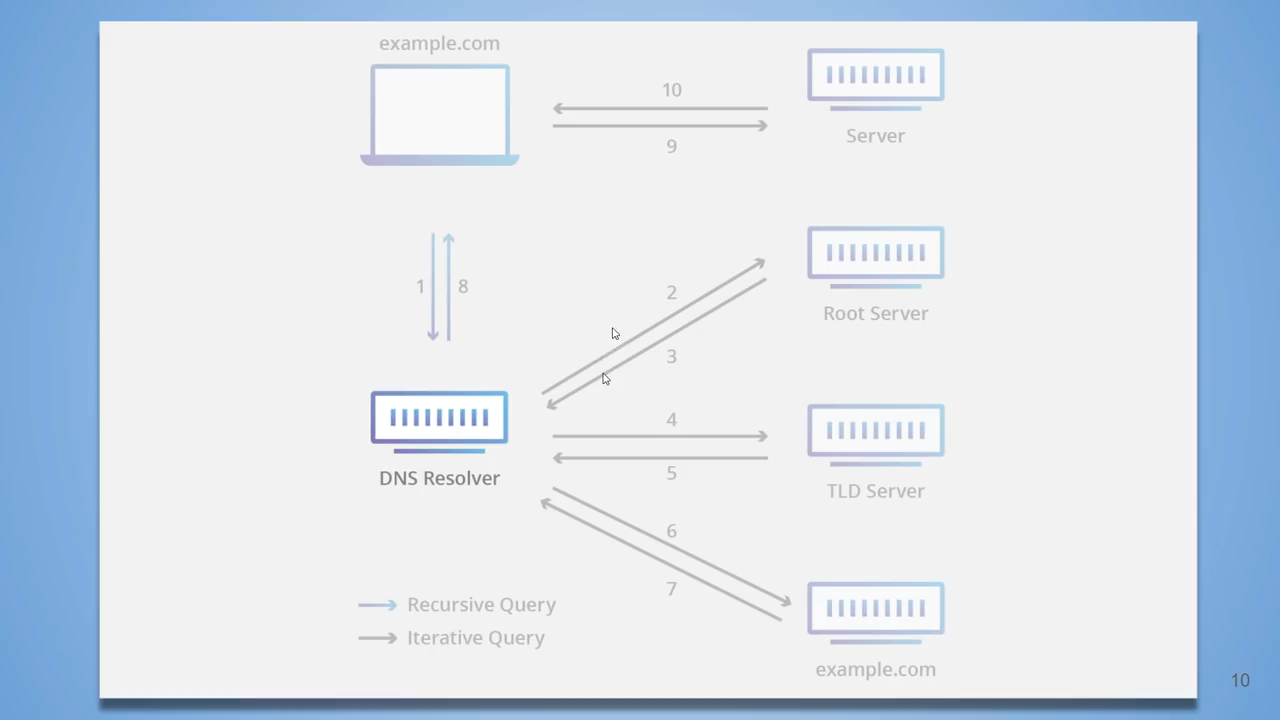 example.com
10
9
Server
1
8
2
3
Root Server
DNS Resolver
4
5
TLD Server
6
7
Recursive Query
Iterative Query
example.com
10